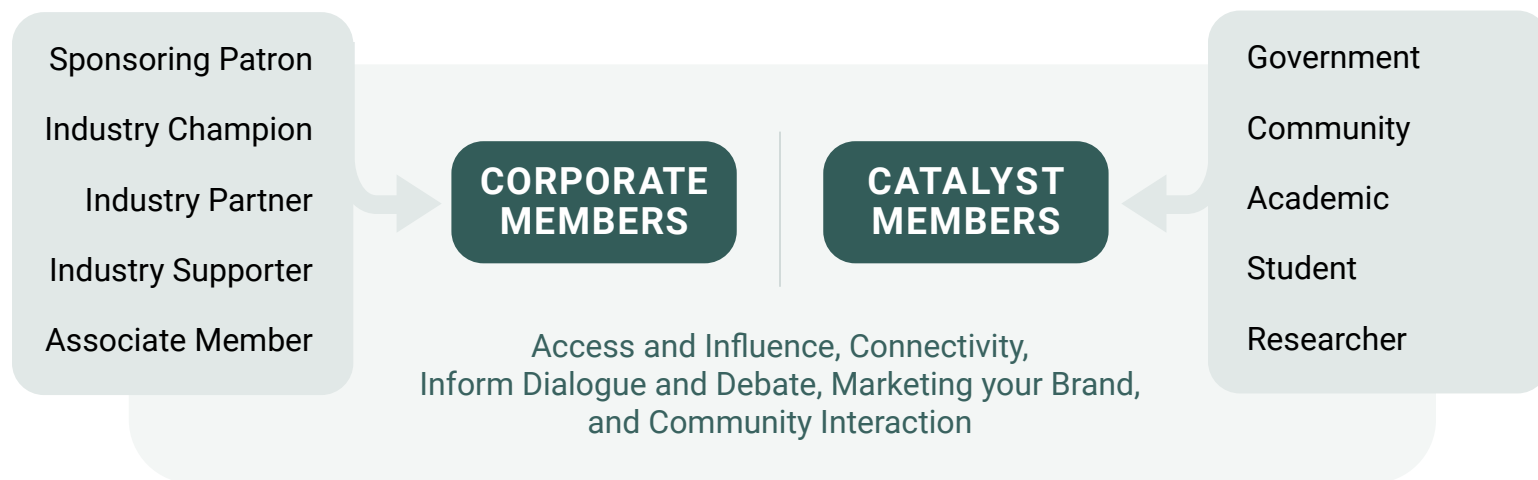 Sponsoring Patron
Industry Champion
Industry Partner
Industry Supporter
Associate Member
CORPORATE
MEMBERS
CATALYST
MEMBERS
Government
Community
Academic
Student
Researcher
Access and Influence, Connectivity,
Inform Dialogue and Debate, Marketing your Brand,
and Community Interaction